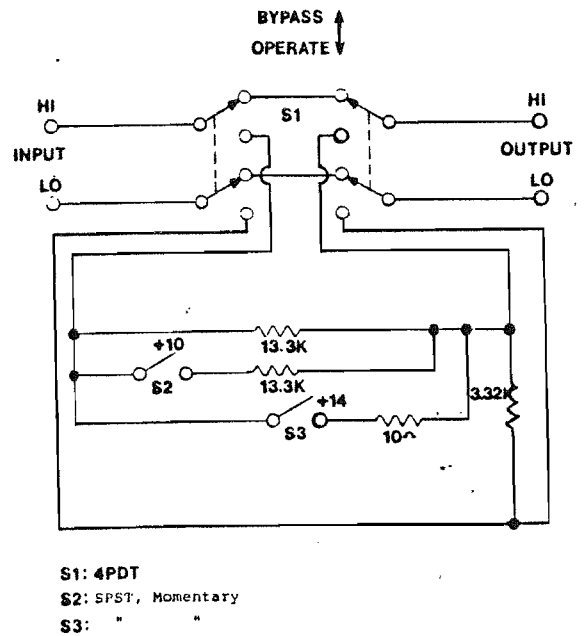 BYPASS
OPERATE
HI
S1
HI
INPUT
OUTPUT
LO
LO
+10
13.3K
S2
13.3K
+14
3.32K
S3
10Ω
S1: 4PDT
S2: SPST, Momentary
S3: " "